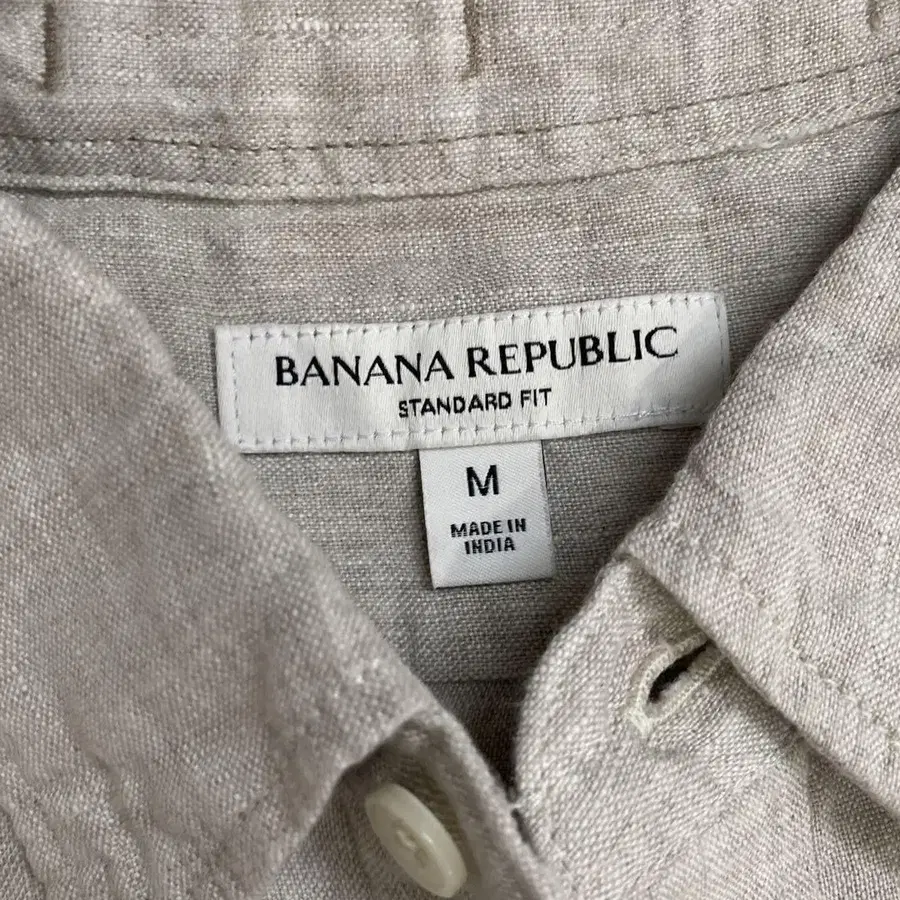 BANANA REPUBLIC
STANDARD FIT
M
MADE IN
INDIA